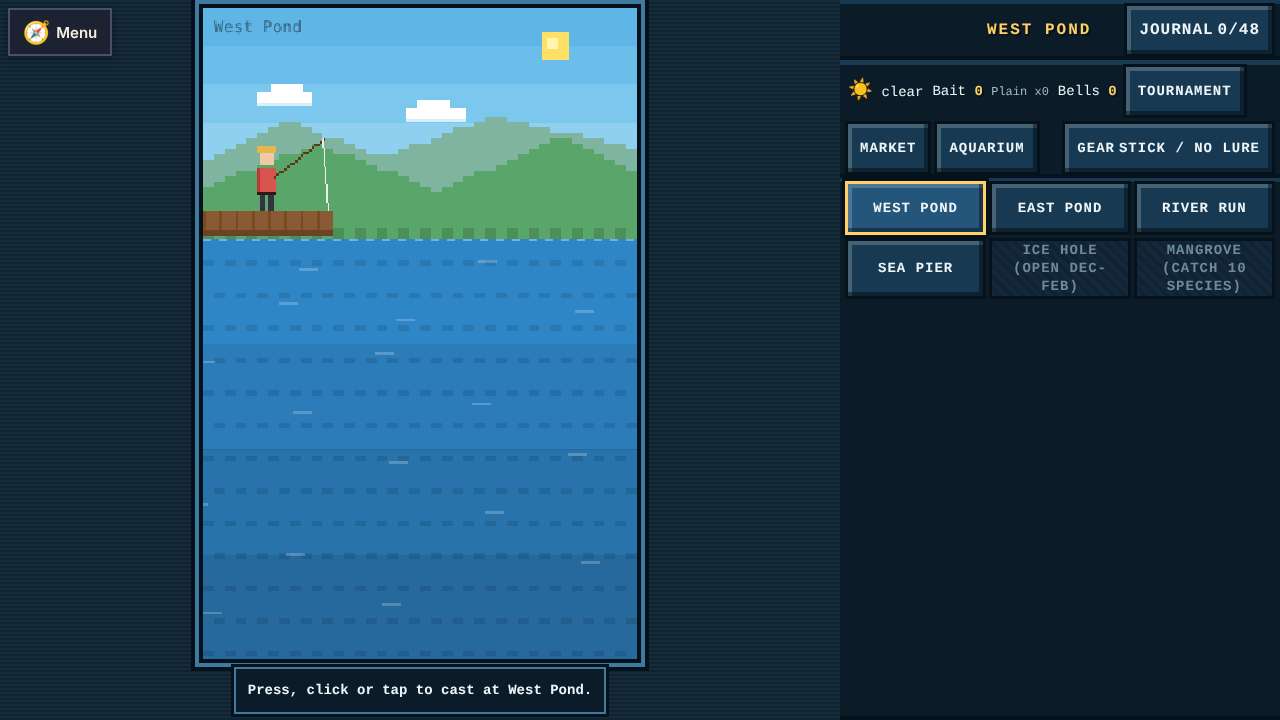 Menu
West Pond
WEST POND
JOURNAL 0/48
clear Bait 0 Plain x0 Bells 0
TOURNAMENT
MARKET
AQUARIUM
GEAR STICK / NO LURE
WEST POND
EAST POND
RIVER RUN
SEA PIER
ICE HOLE
(OPEN DEC-
FEB)
MANGROVE
(CATCH 10
SPECIES)
Press, click or tap to cast at West Pond.